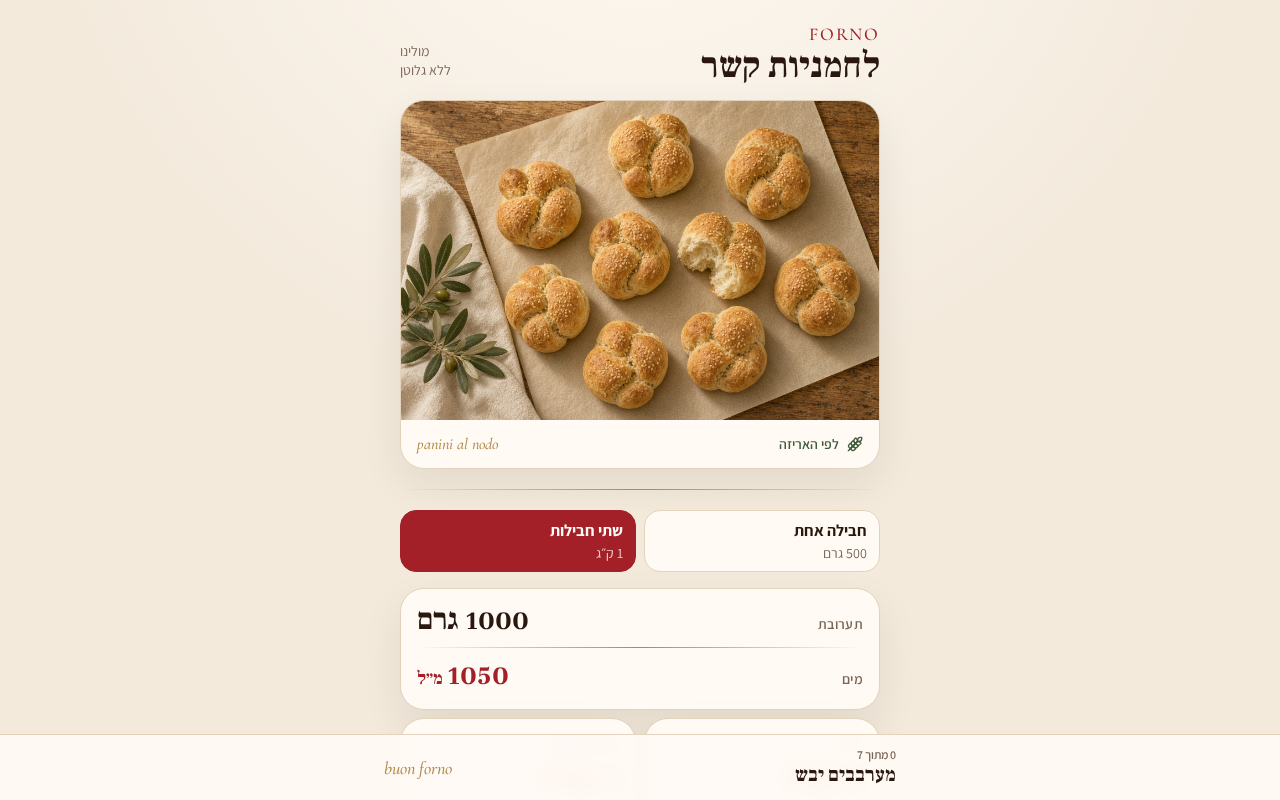 FORNO
לחמניות קשר
מולינו
ללא גלוטן
לפי האריזה
panini al nodo
חבילה אחת
500 גרם
שתי חבילות
1 ק״ג
תערובת
1000 גרם
מים
1050 מ״ל
0 מתוך 7
מערבבים יבש
buon forno